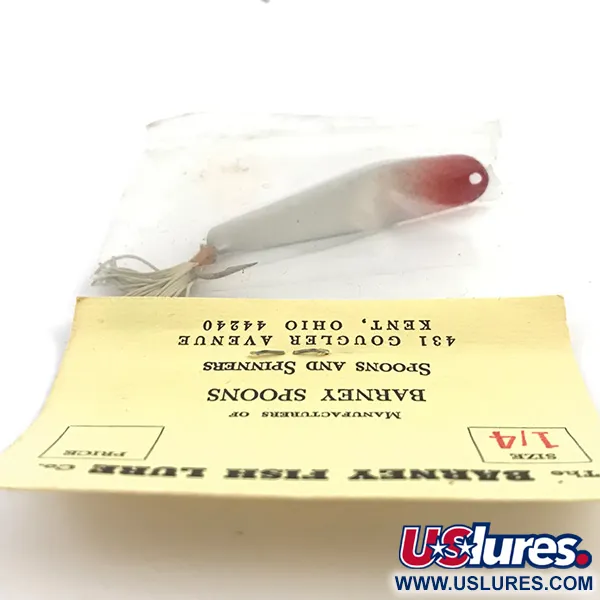 The BARNEY FISH LURE Co.
SIZE
1/4
PRICE
MANUFACTURERS OF
BARNEY SPOONS
SPOONS AND SPINNERS
431 GOUGLER AVENUE
KENT, OHIO 44240
USlures.
WWW.USLURES.COM